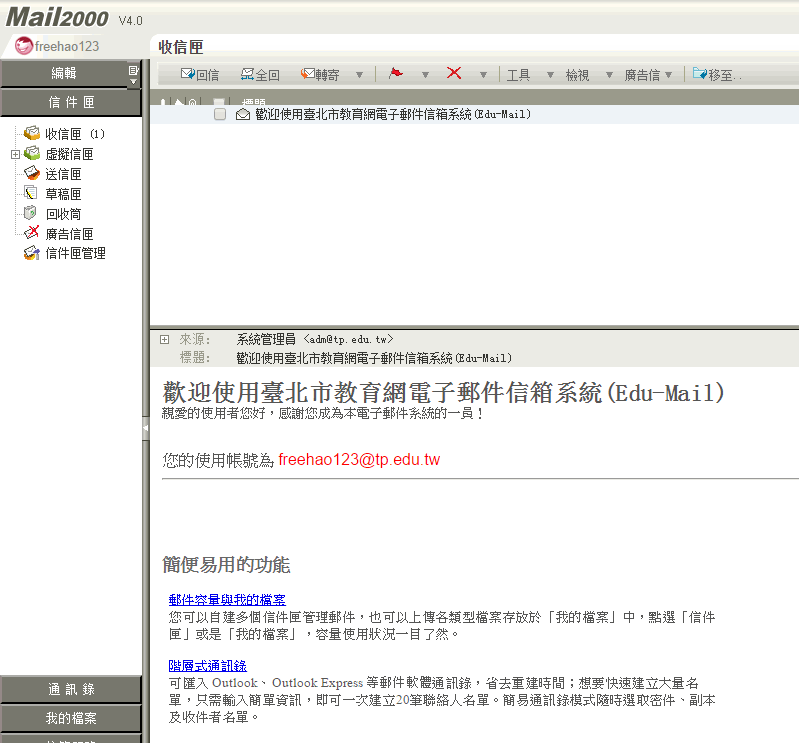 Mail2000 V4.0
freehao123
收信匣
編輯
回信 全回 轉寄 工具 檢視 廣告信 移至..
信件匣
標題
歡迎使用臺北市教育網電子郵件信箱系統(Edu-Mail)
收信匣 (1)
虛擬信匣
送信匣
草稿匣
回收筒
廣告信匣
信件匣管理
來源: 系統管理員 <adm@tp.edu.tw>
標題: 歡迎使用臺北市教育網電子郵件信箱系統(Edu-Mail)
歡迎使用臺北市教育網電子郵件信箱系統(Edu-Mail)
親愛的使用者您好，感謝您成為本電子郵件系統的一員！
您的使用帳號為 freehao123@tp.edu.tw
簡便易用的功能
郵件容量與我的檔案
您可以自建多個信件匣管理郵件，也可以上傳各類型檔案存放於「我的檔案」中，點選「信件
匣」或是「我的檔案」，容量使用狀況一目了然。
階層式通訊錄
可匯入 Outlook、Outlook Express 等郵件軟體通訊錄，省去重建時間；想要快速建立大量名
單，只需輸入簡單資訊，即可一次建立20筆聯絡人名單。簡易通訊錄模式隨時選取密件、副本
及收件者名單。
通訊錄
我的檔案